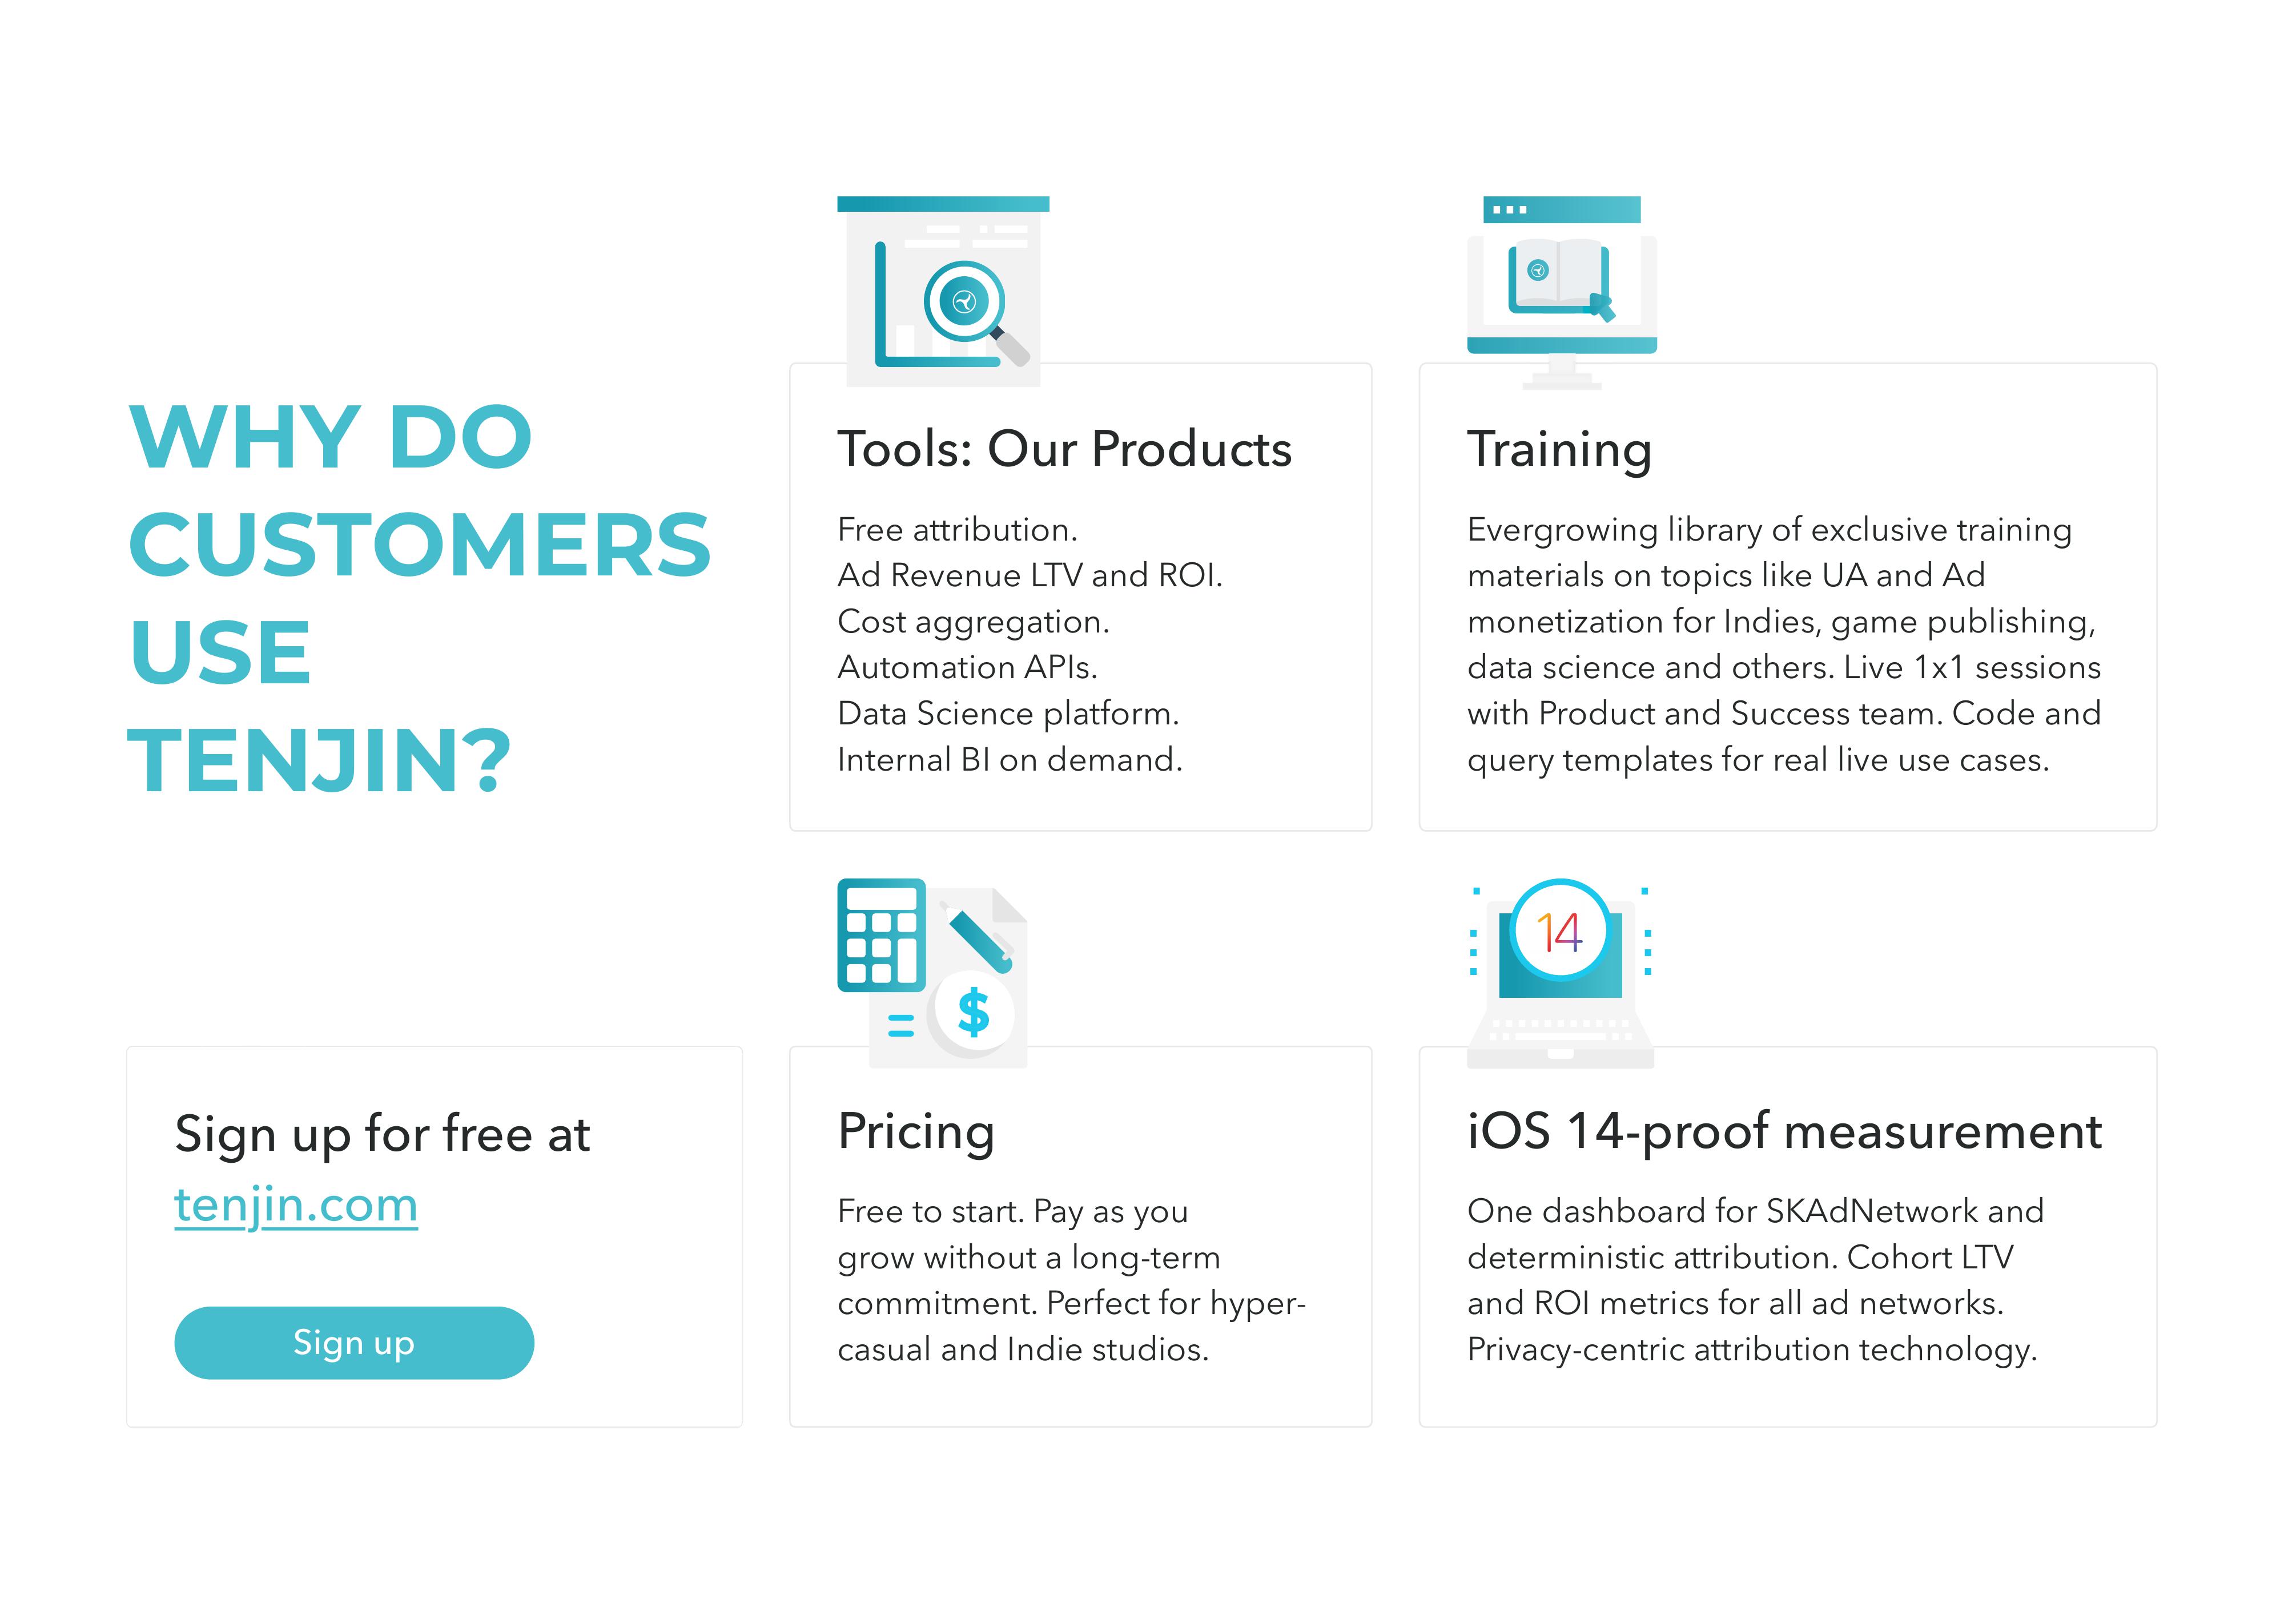 WHY DO
CUSTOMERS
USE
TENJIN?
Tools: Our Products
Free attribution.
Ad Revenue LTV and ROI.
Cost aggregation.
Automation APIs.
Data Science platform.
Internal BI on demand.
Training
Evergrowing library of exclusive training
materials on topics like UA and Ad
monetization for Indies, game publishing,
data science and others. Live 1x1 sessions
with Product and Success team. Code and
query templates for real live use cases.
Sign up for free at
tenjin.com
Sign up
$
Pricing
Free to start. Pay as you
grow without a long-term
commitment. Perfect for hyper-
casual and Indie studios.
14
iOS 14-proof measurement
One dashboard for SKAdNetwork and
deterministic attribution. Cohort LTV
and ROI metrics for all ad networks.
Privacy-centric attribution technology.